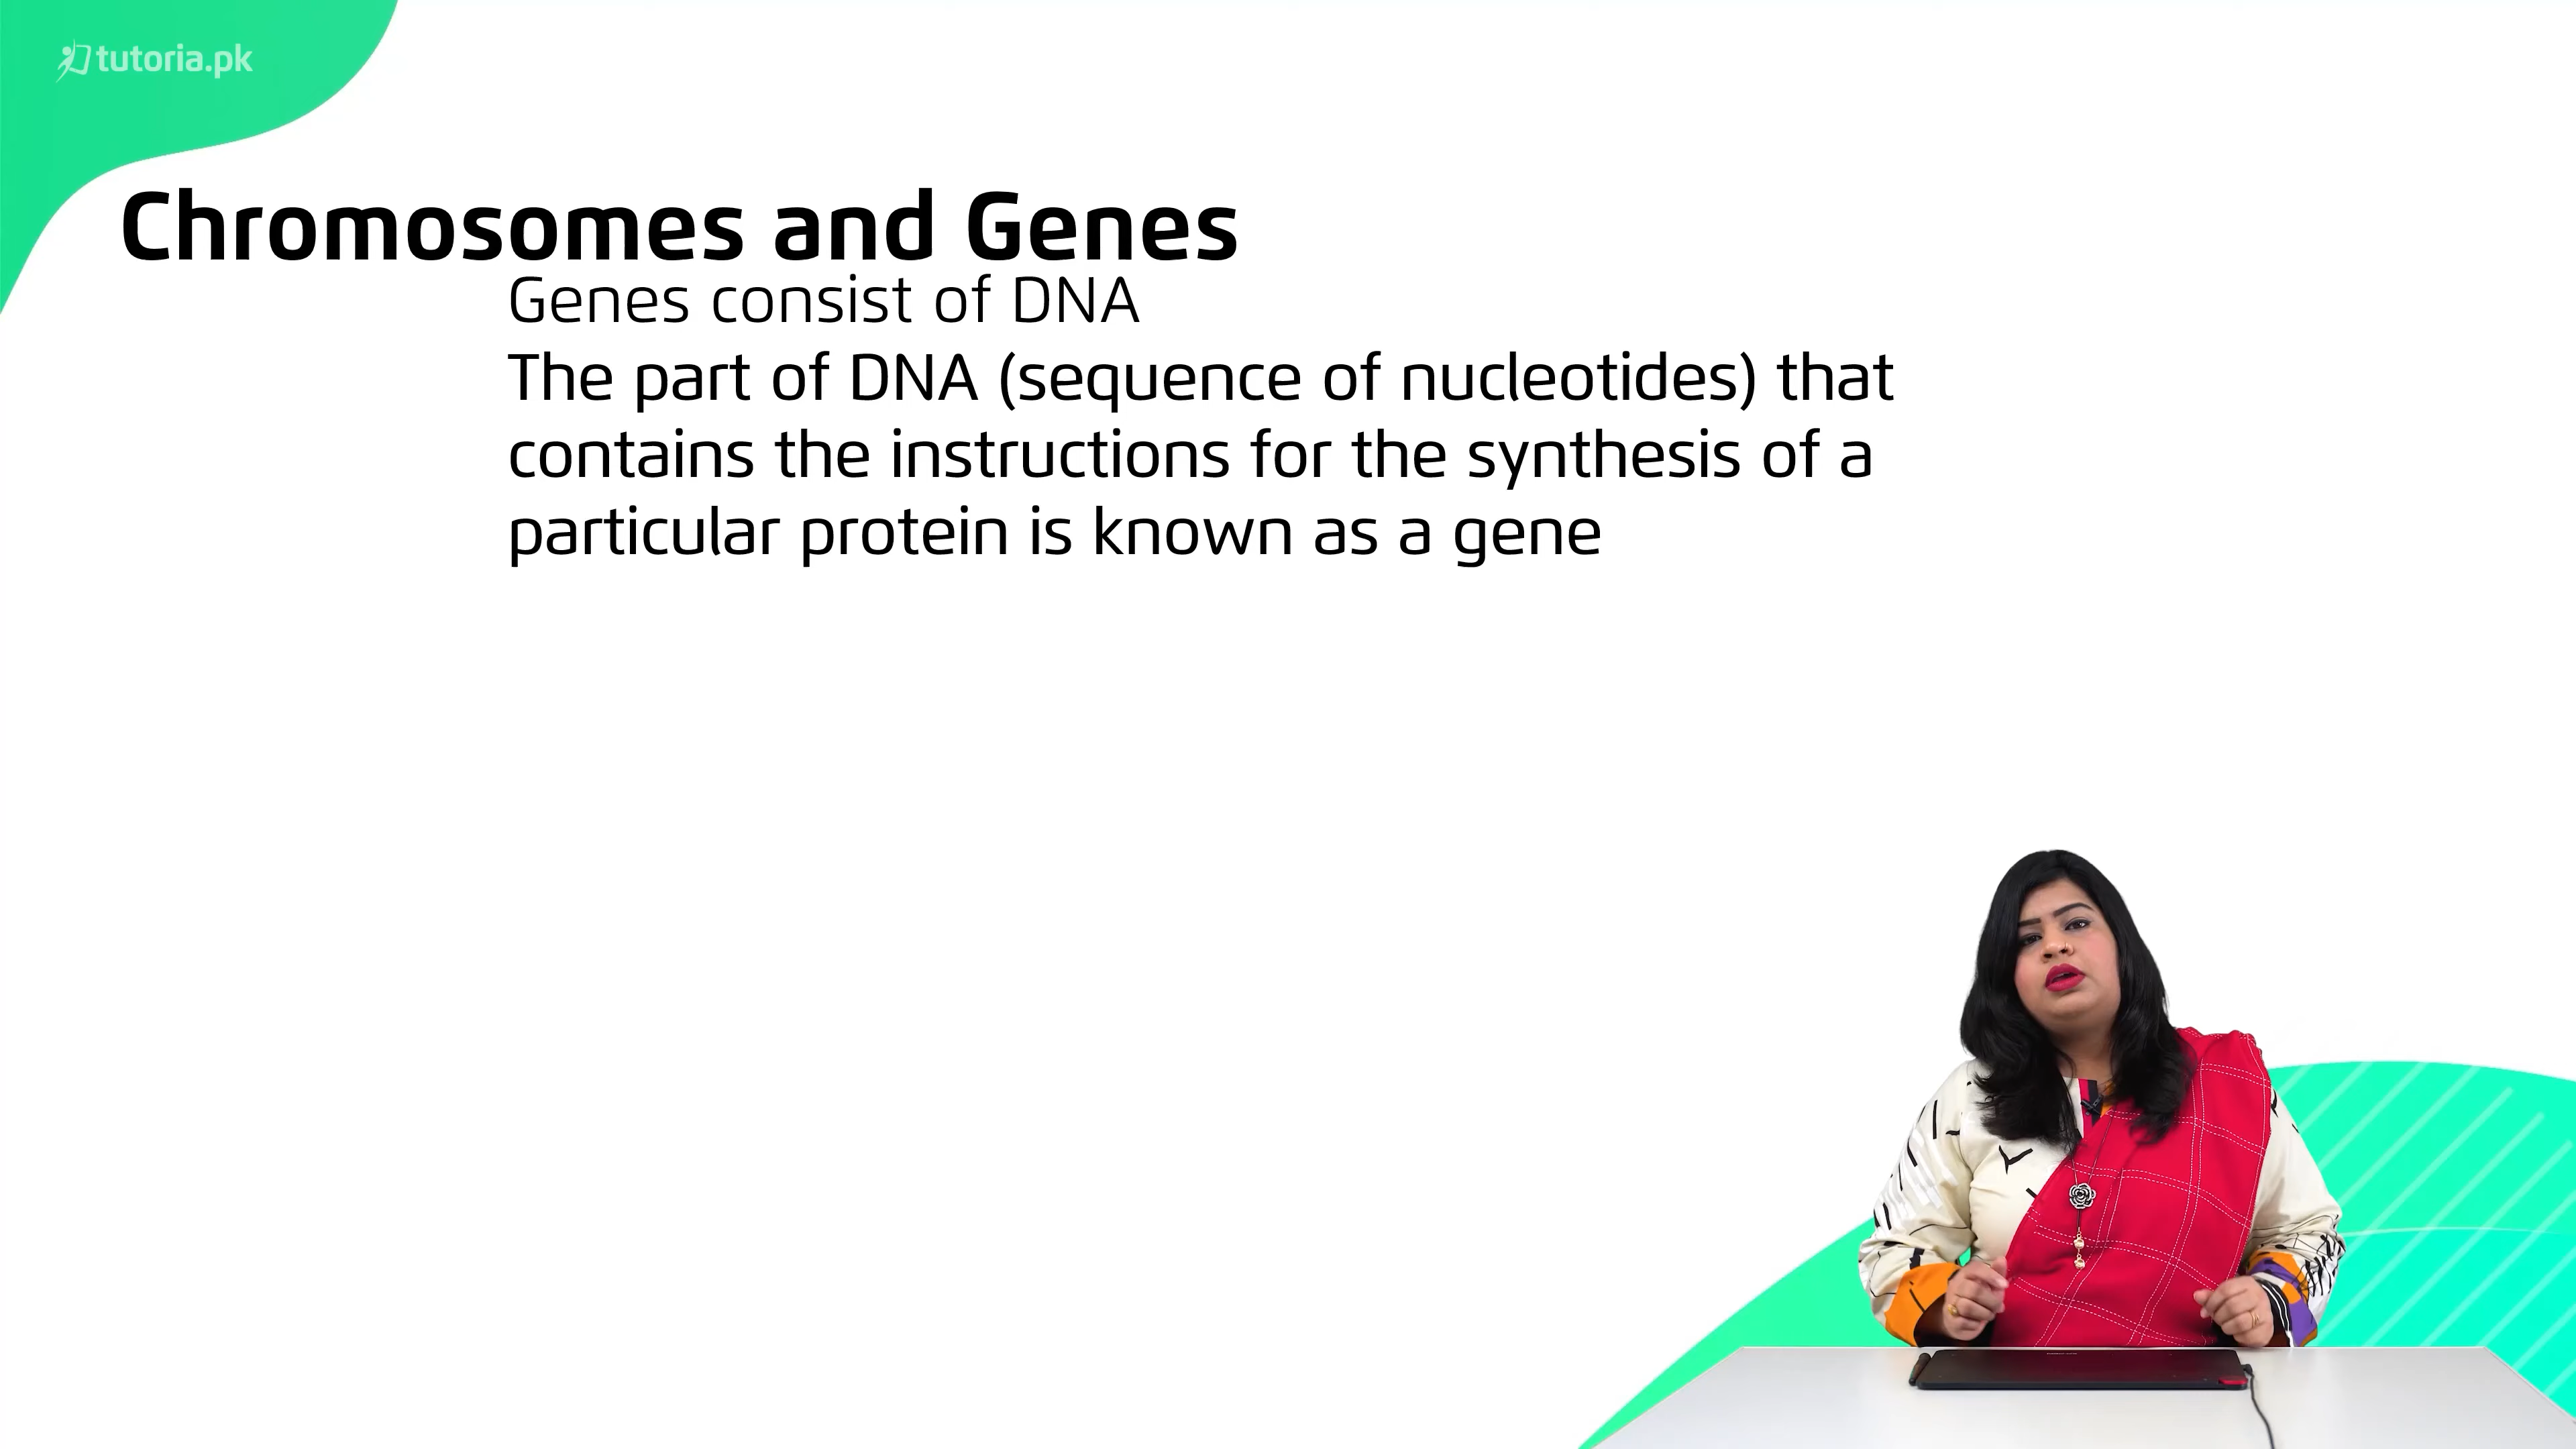 tutoria.pk
Chromosomes and Genes
Genes consist of DNA
The part of DNA (sequence of nucleotides) that
contains the instructions for the synthesis of a
particular protein is known as a gene